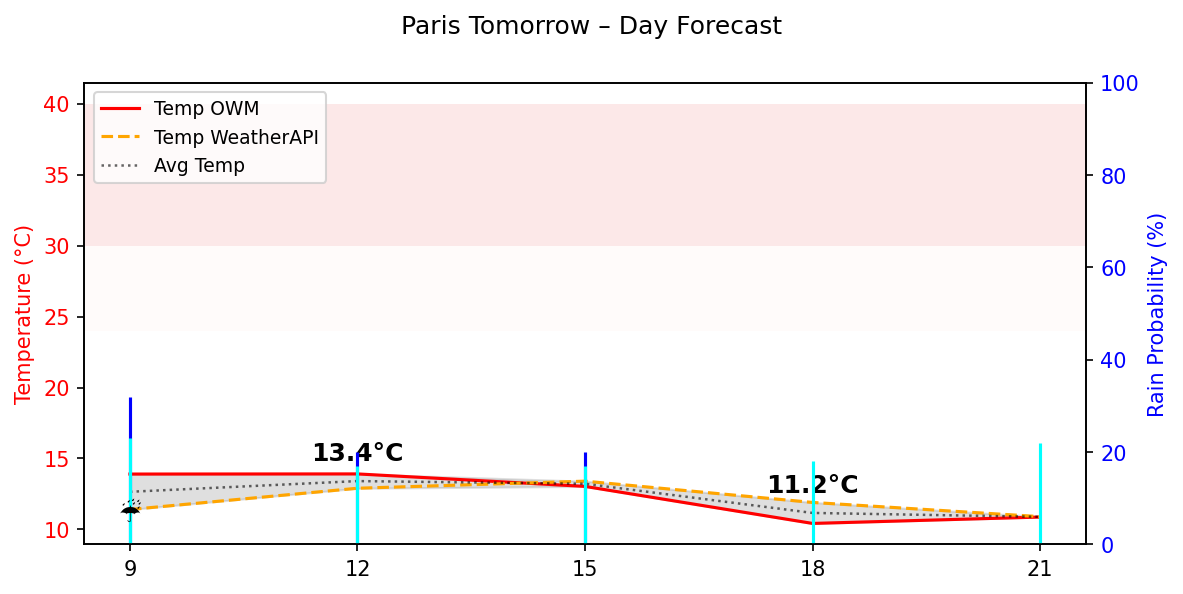 Paris Tomorrow – Day Forecast
Temp OWM
Temp WeatherAPI
Avg Temp
Temperature (°C)
40
35
30
25
20
15
10
Rain Probability (%)
100
80
60
40
20
0
13.4°C
11.2°C
9
12
15
18
21